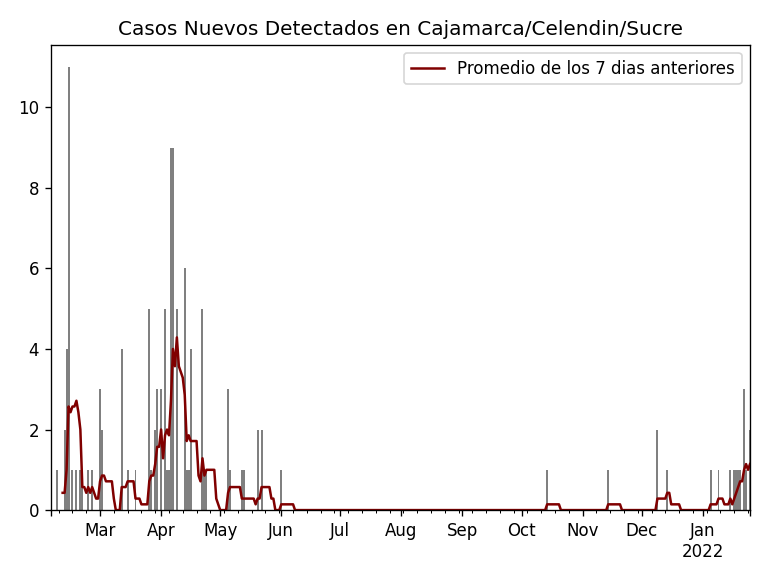 Casos Nuevos Detectados en Cajamarca/Celendin/Sucre
Promedio de los 7 dias anteriores
10
8
6
4
2
0
Mar Apr May Jun Jul Aug Sep Oct Nov Dec Jan
2022